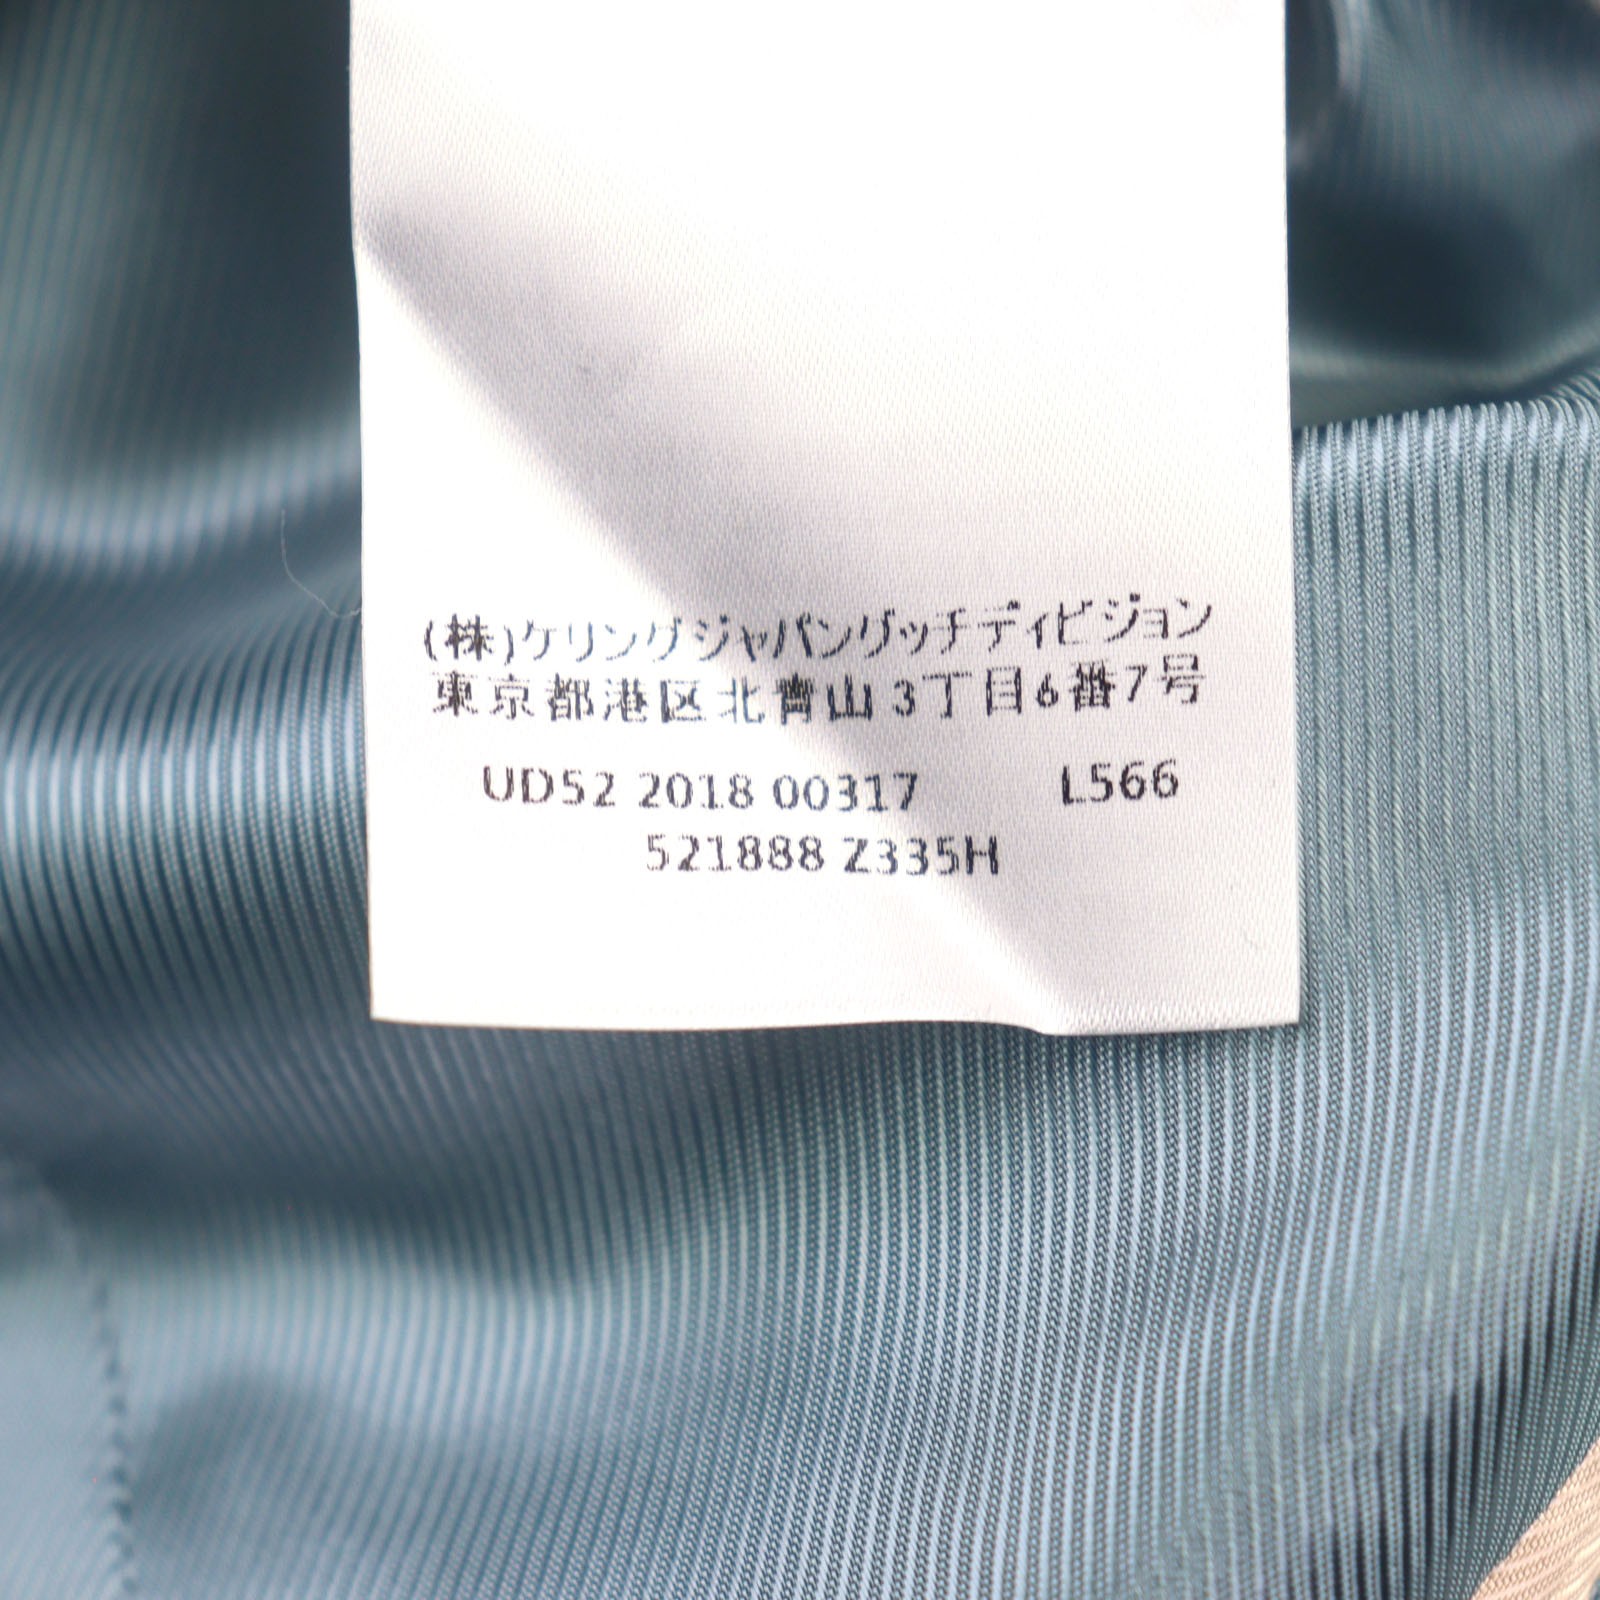 (株)ケリングジャパングッチディビジョン
東京都港区北青山3丁目6番7号
UD52 2018 00317 L566
521888 Z335H